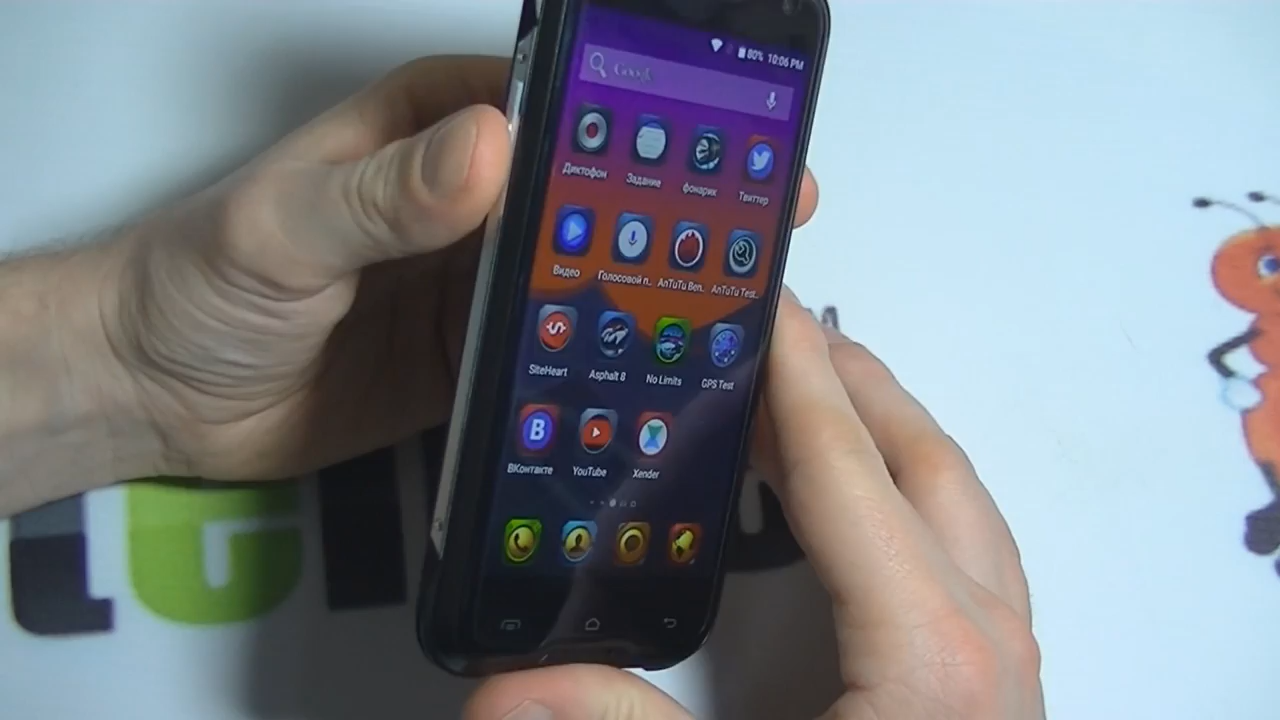 80% 10:06 PM
Google
Диктофон Задание фонарик Твиттер
Видео Голосовой п.. AnTuTu Ben.. AnTuTu Test..
SiteHeart Asphalt 8 No Limits GPS Test
ВКонтакте YouTube Xender